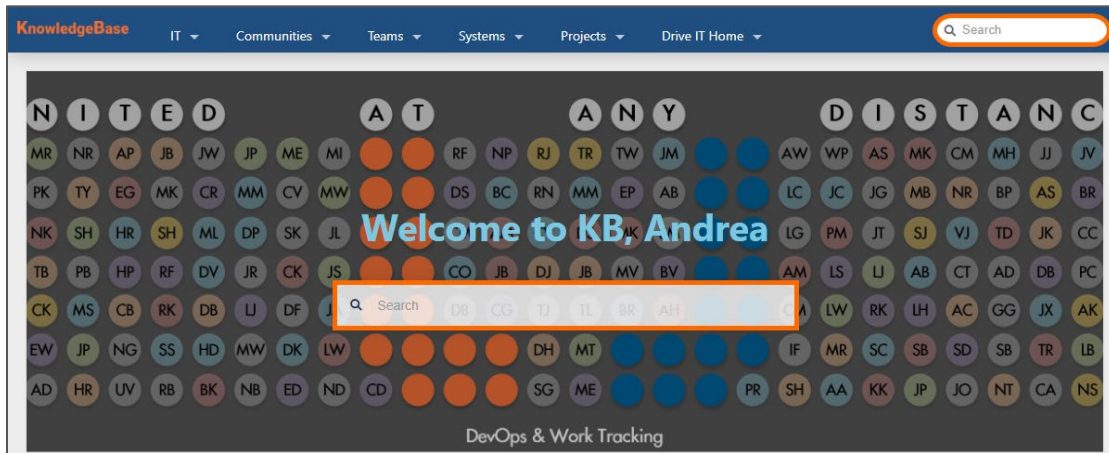 KnowledgeBase IT Communities Teams Systems Projects Drive IT Home Search
N I T E D A T A N Y D I S T A N C
MR NR AP JB JW JP ME MI RF NP RJ TR TW JM AW WP AS MK CM MH JJ JV
PK TY EG MK CR MM CV MW DS BC RN MM EP AB LC JC JG MB NR BP AS BR
NK SH HR SH ML DP SK JL LG PM JT SJ VJ TD JK CC
Welcome to KB, Andrea
TB PB HP RF DV JR CK JS CO JB DJ JB MV BV AM LS LJ AB CT AD DB PC
CK MS CB RK DB LJ DF Search DB CG TJ TL BR AH LW RK LH AC GG JX AK
EW JP NG SS HD MW DK LW DH MT IF MR SC SB SD SB TR LB
AD HR UV RB BK NB ED ND CD SG ME PR SH AA KK JP JO NT CA NS
DevOps & Work Tracking